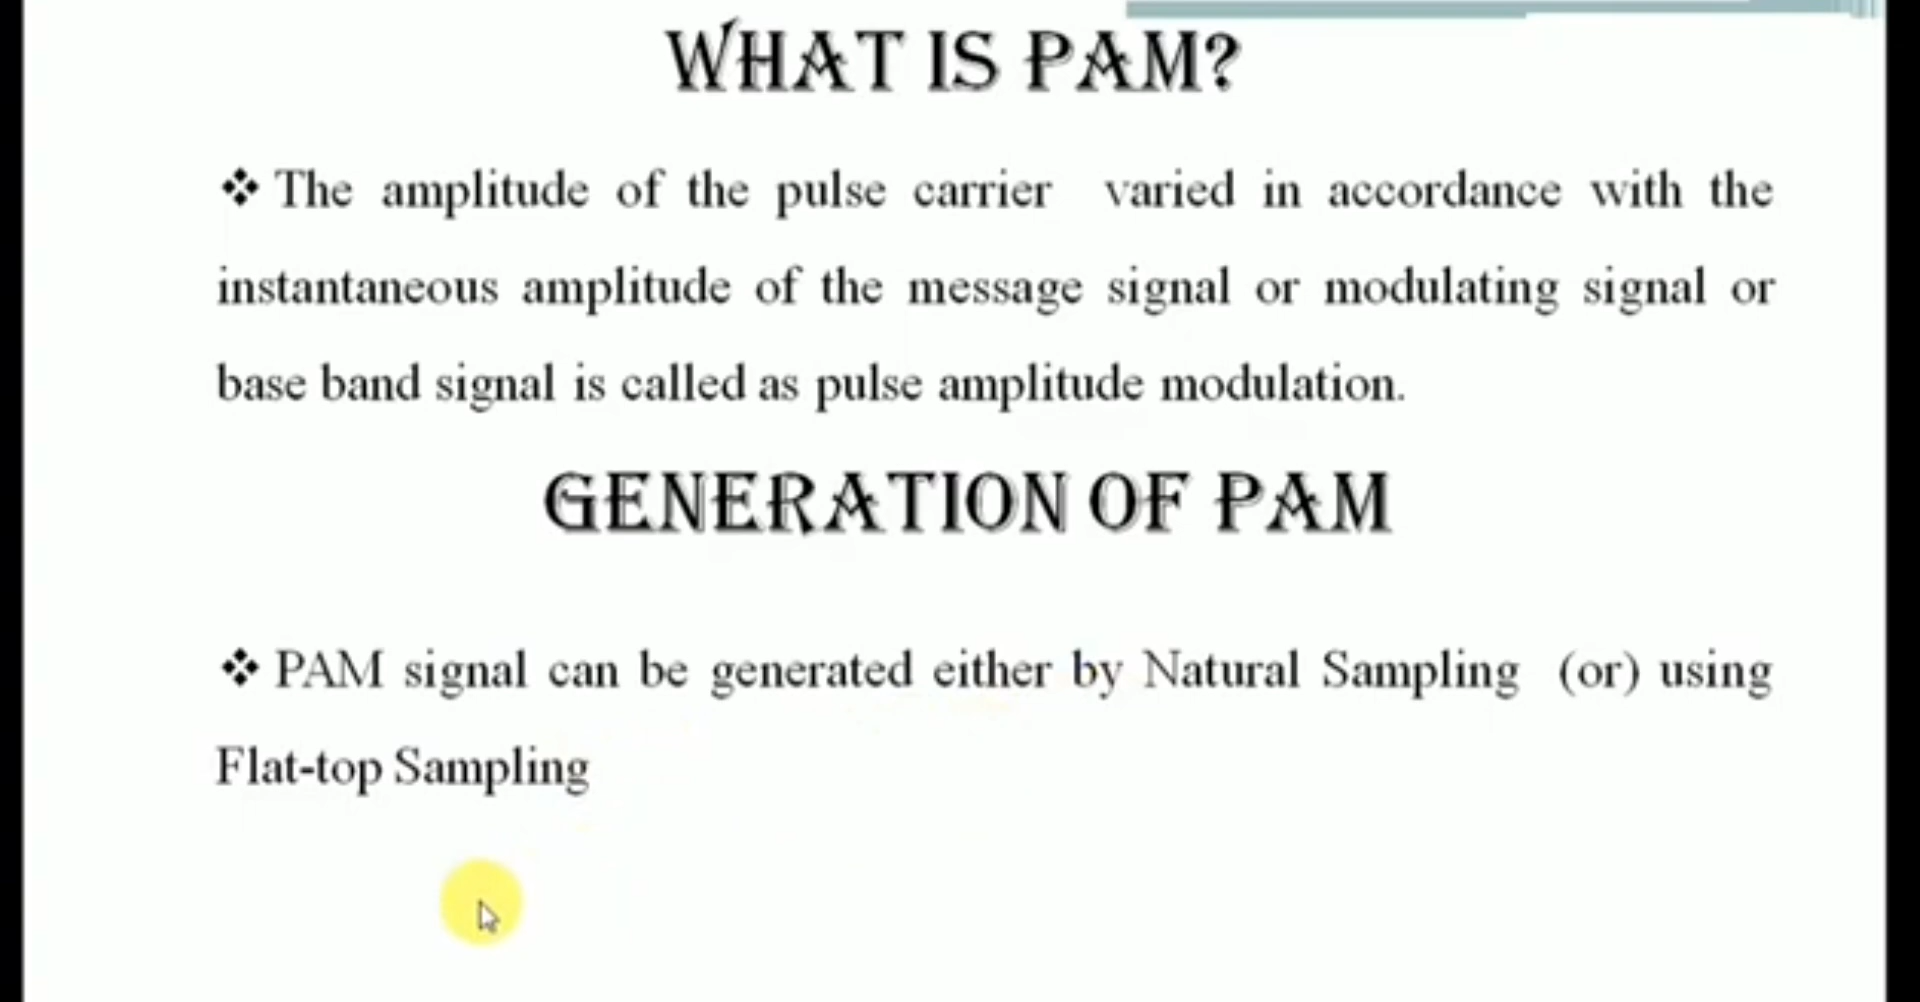 WHAT IS PAM?
❖ The amplitude of the pulse carrier varied in accordance with the
instantaneous amplitude of the message signal or modulating signal or
base band signal is called as pulse amplitude modulation.
GENERATION OF PAM
❖ PAM signal can be generated either by Natural Sampling (or) using
Flat-top Sampling